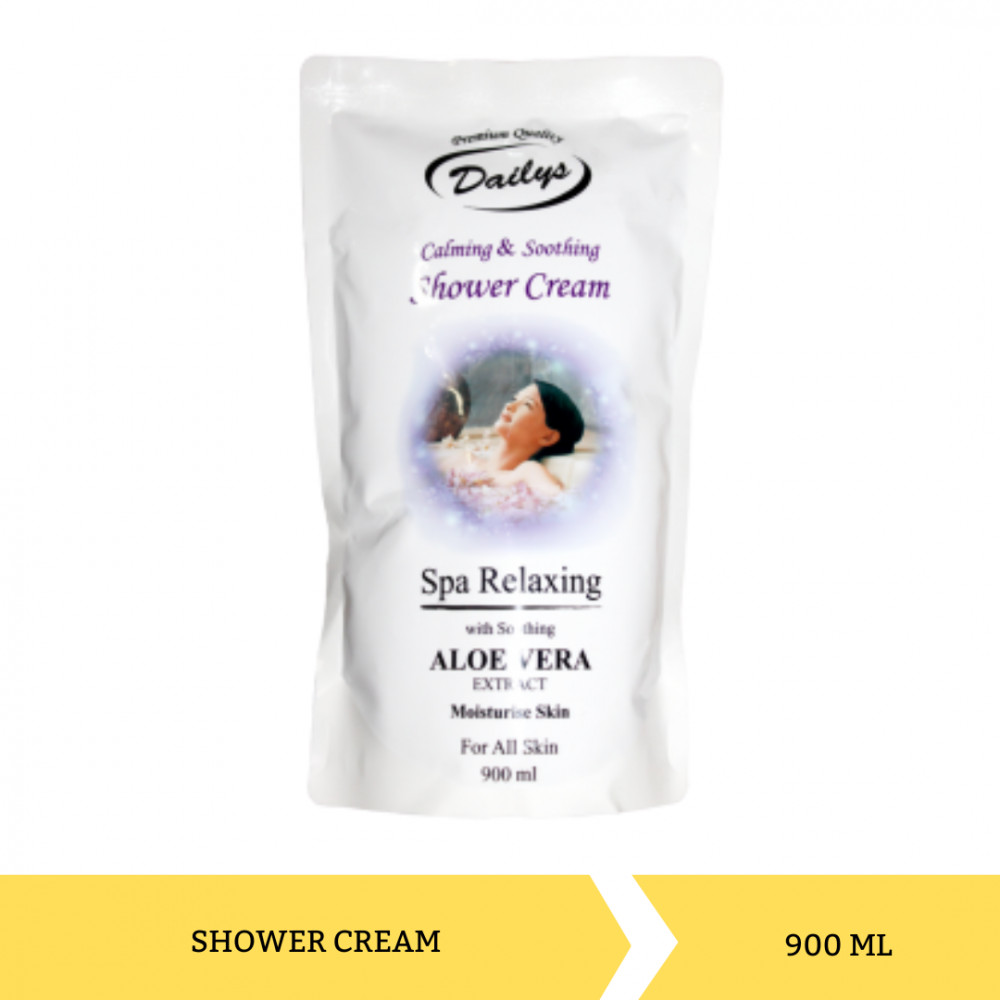 Premium Quality
Dailys
Calming & Soothing
Shower Cream
Spa Relaxing
with Soothing
ALOE VERA
EXTRACT
Moisturise Skin
For All Skin
900 ml
SHOWER CREAM
900 ML